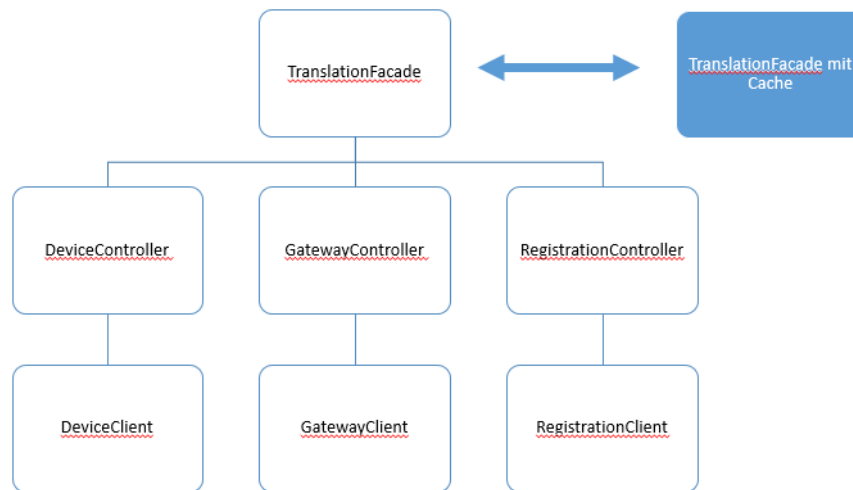 TranslationFacade
TranslationFacade mit
Cache
DeviceController
GatewayController
RegistrationController
DeviceClient
GatewayClient
RegistrationClient